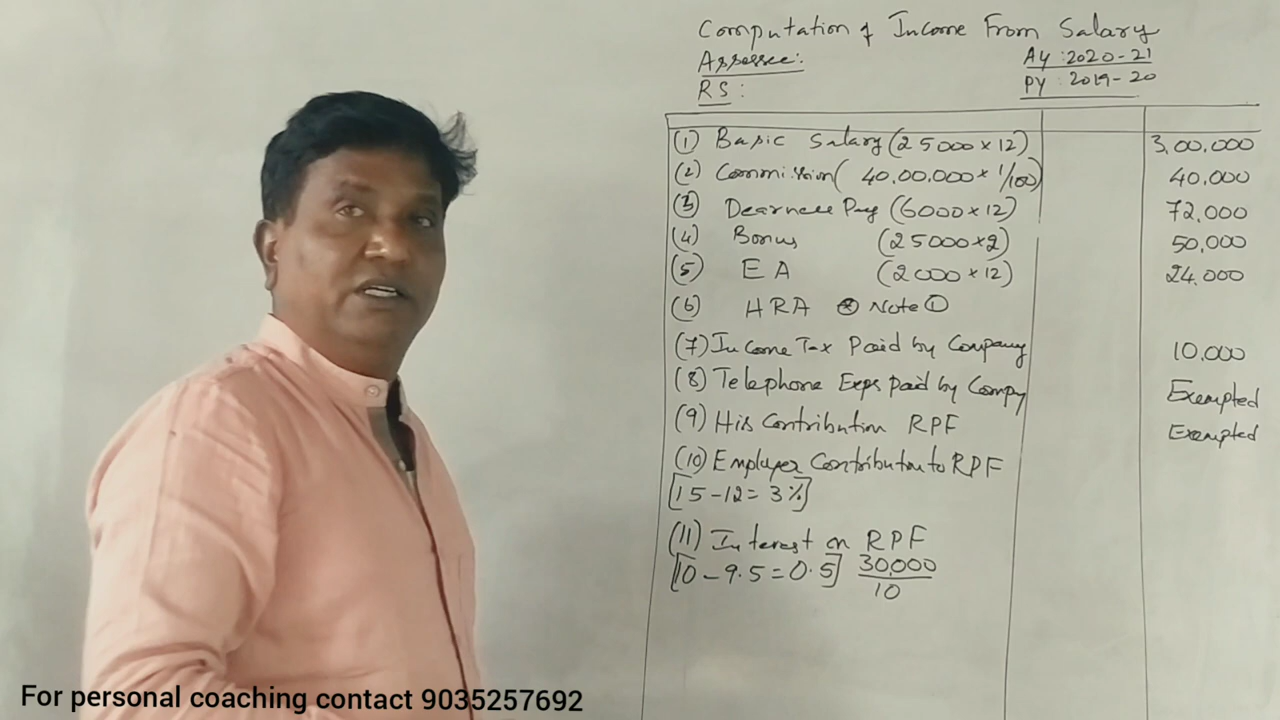 Computation of Income From Salary
Assessee:
AY : 2020-21
RS :
PY : 2019-20
(1) Basic Salary (25000×12) 3,00,000
(2) Commission( 40,00,000 × 1/100) 40,000
(3) Dearness Pay (6000×12) 72,000
(4) Bonus (25000×2) 50,000
(5) EA (2000×12) 24,000
(6) HRA Note ①
(7) Income Tax Paid by Company 10,000
(8) Telephone Exps paid by Compy Exempted
(9) His Contribution RPF Exempted
(10) Employer Contribution to RPF
[15-12= 3%]
(11) Interest on RPF
[10-9.5=0.5] 30,000/10
For personal coaching contact 9035257692